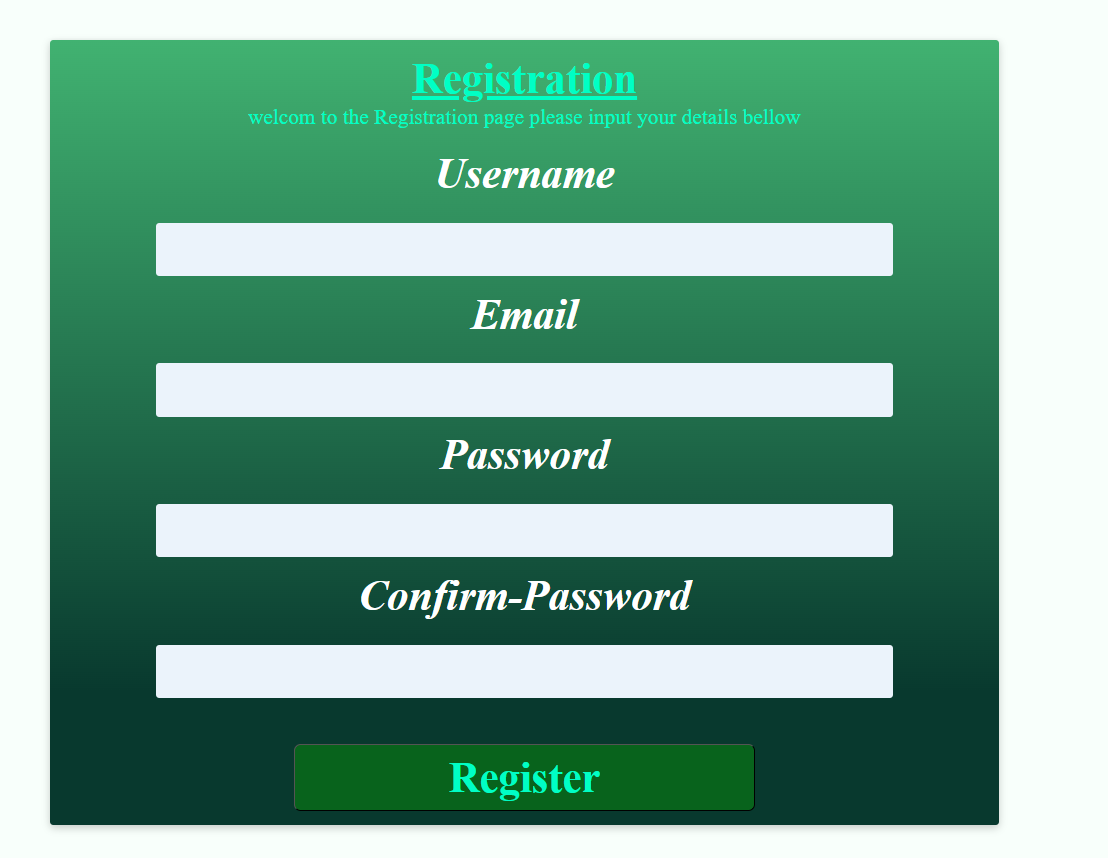 Registration
welcom to the Registration page please input your details bellow
Username
Email
Password
Confirm-Password
Register